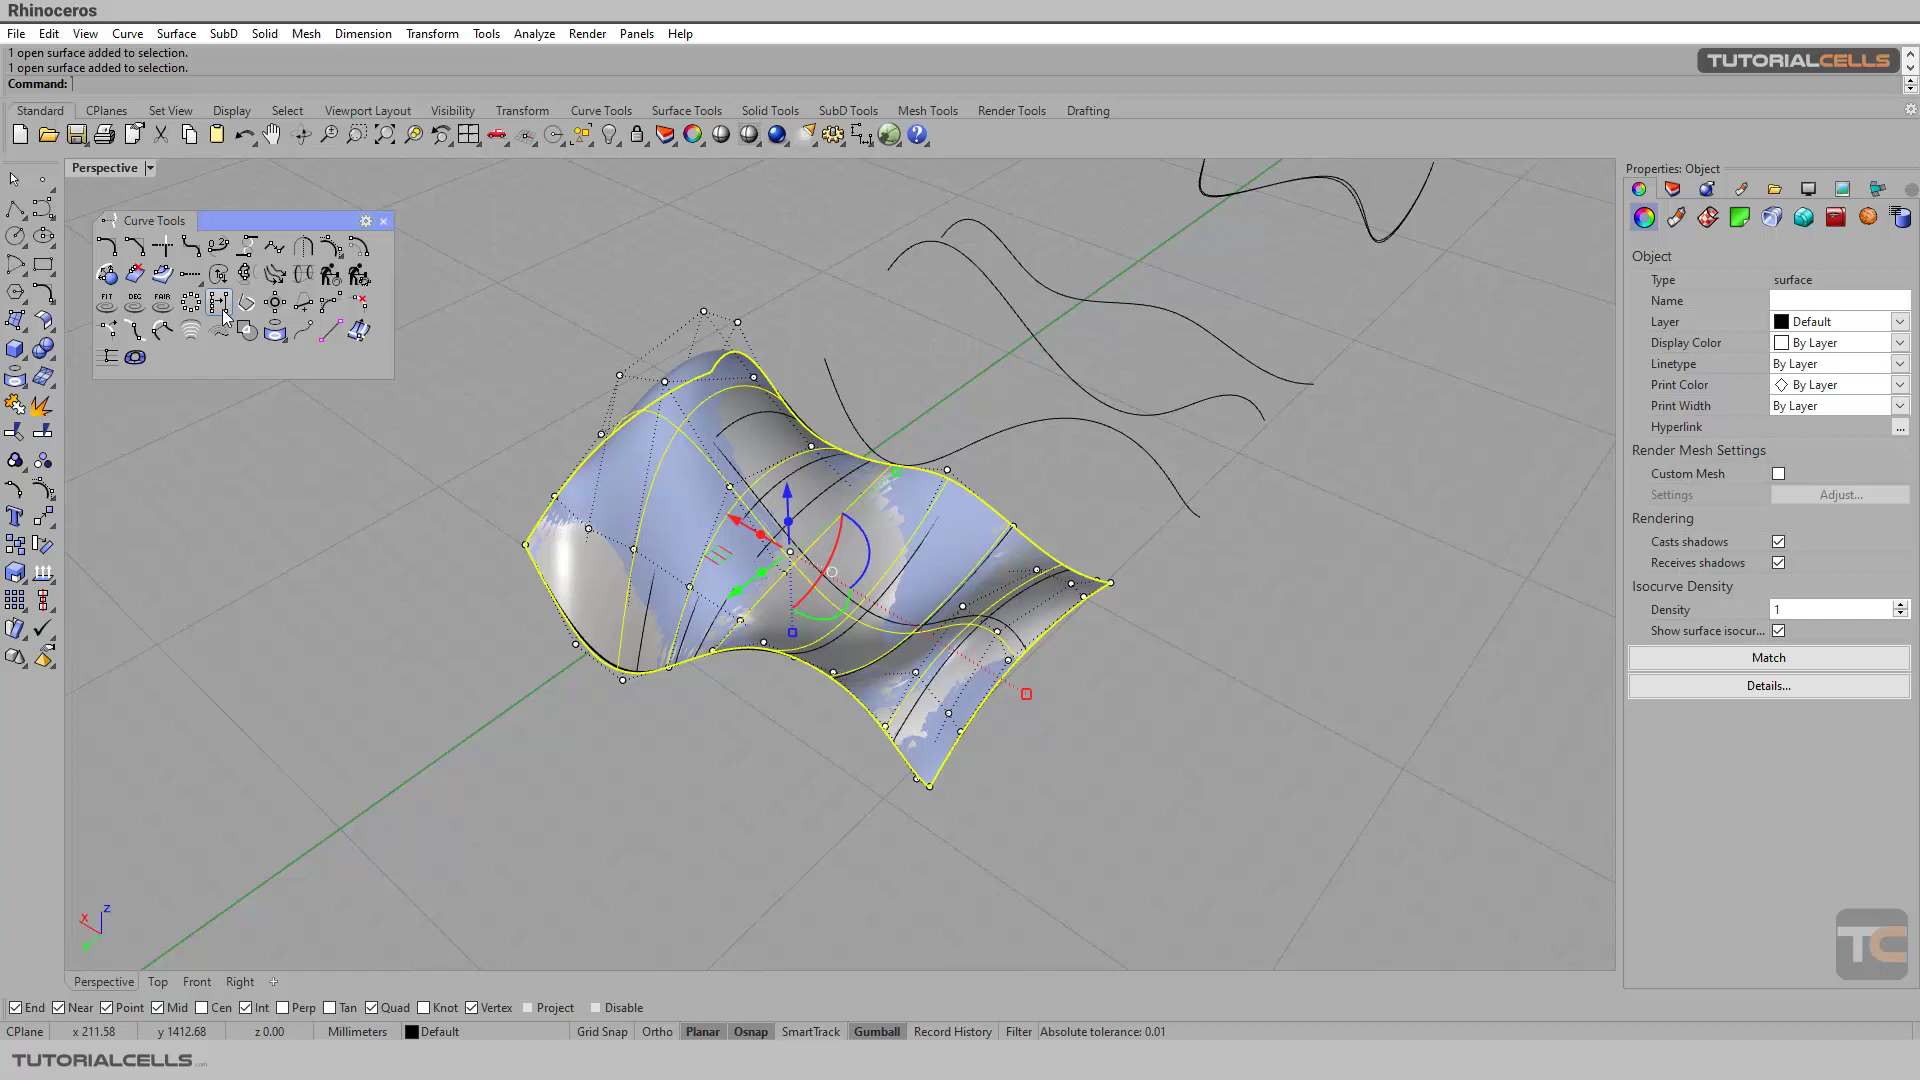 Rhinoceros
File Edit View Curve Surface SubD Solid Mesh Dimension Transform Tools Analyze Render Panels Help
1 open surface added to selection.
1 open surface added to selection.
TUTORIALCELLS
Command:
Standard CPlanes Set View Display Select Viewport Layout Visibility Transform Curve Tools Surface Tools Solid Tools SubD Tools Mesh Tools Render Tools Drafting
Perspective
Properties: Object
Curve Tools
FIT DEG FAIR
Object
Type surface
Name
Layer Default
Display Color By Layer
Linetype By Layer
Print Color By Layer
Print Width By Layer
Hyperlink ...
Render Mesh Settings
Custom Mesh
Settings Adjust...
Rendering
Casts shadows
Receives shadows
Isocurve Density
Density 1
Show surface isocur...
Match
Details...
z
x
TC
Perspective Top Front Right
End Near Point Mid Cen Int Perp Tan Quad Knot Vertex Project Disable
CPlane x 211.58 y 1412.68 z 0.00 Millimeters Default Grid Snap Ortho Planar Osnap SmartTrack Gumball Record History Filter Absolute tolerance: 0.01
TUTORIALCELLS